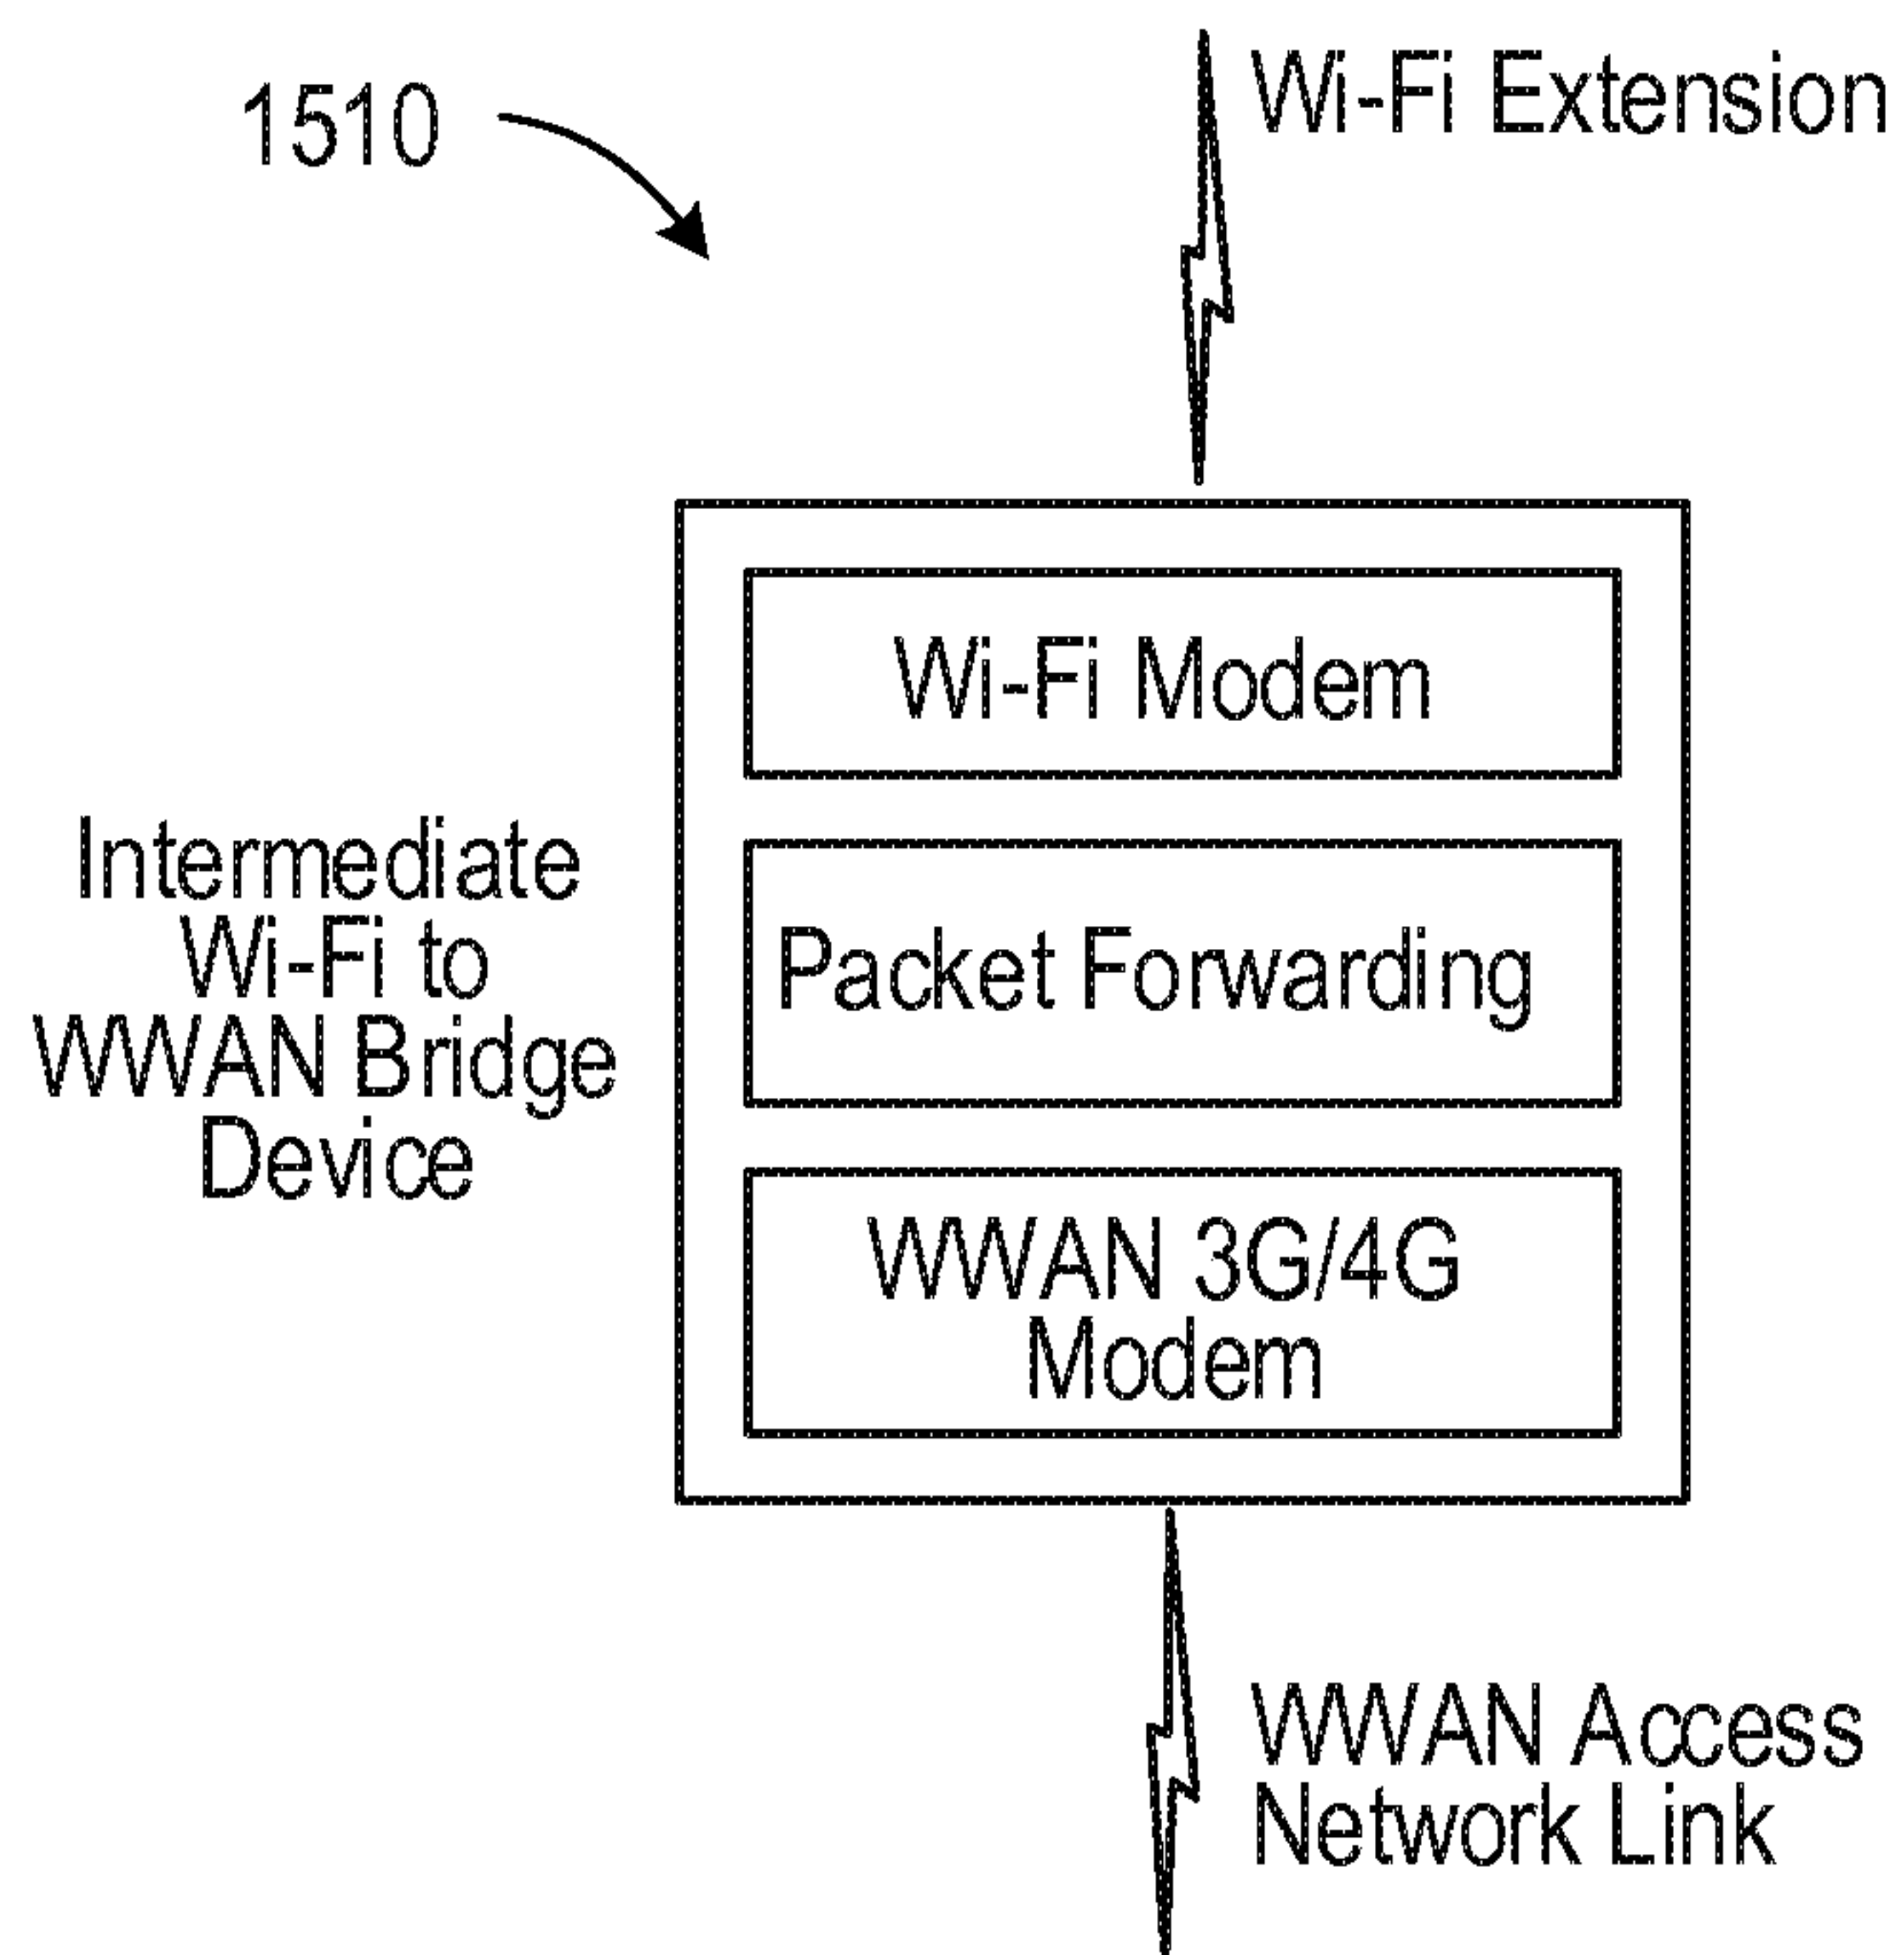 1510
Wi-Fi Extension
Wi-Fi Modem
Packet Forwarding
WWAN 3G/4G
Modem
Intermediate
Wi-Fi to
WWAN Bridge
Device
WWAN Access
Network Link